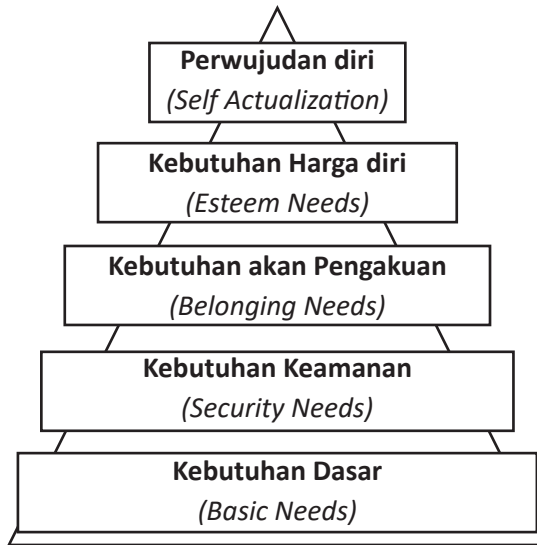 Perwujudan diri
(Self Actualization)
Kebutuhan Harga diri
(Esteem Needs)
Kebutuhan akan Pengakuan
(Belonging Needs)
Kebutuhan Keamanan
(Security Needs)
Kebutuhan Dasar
(Basic Needs)